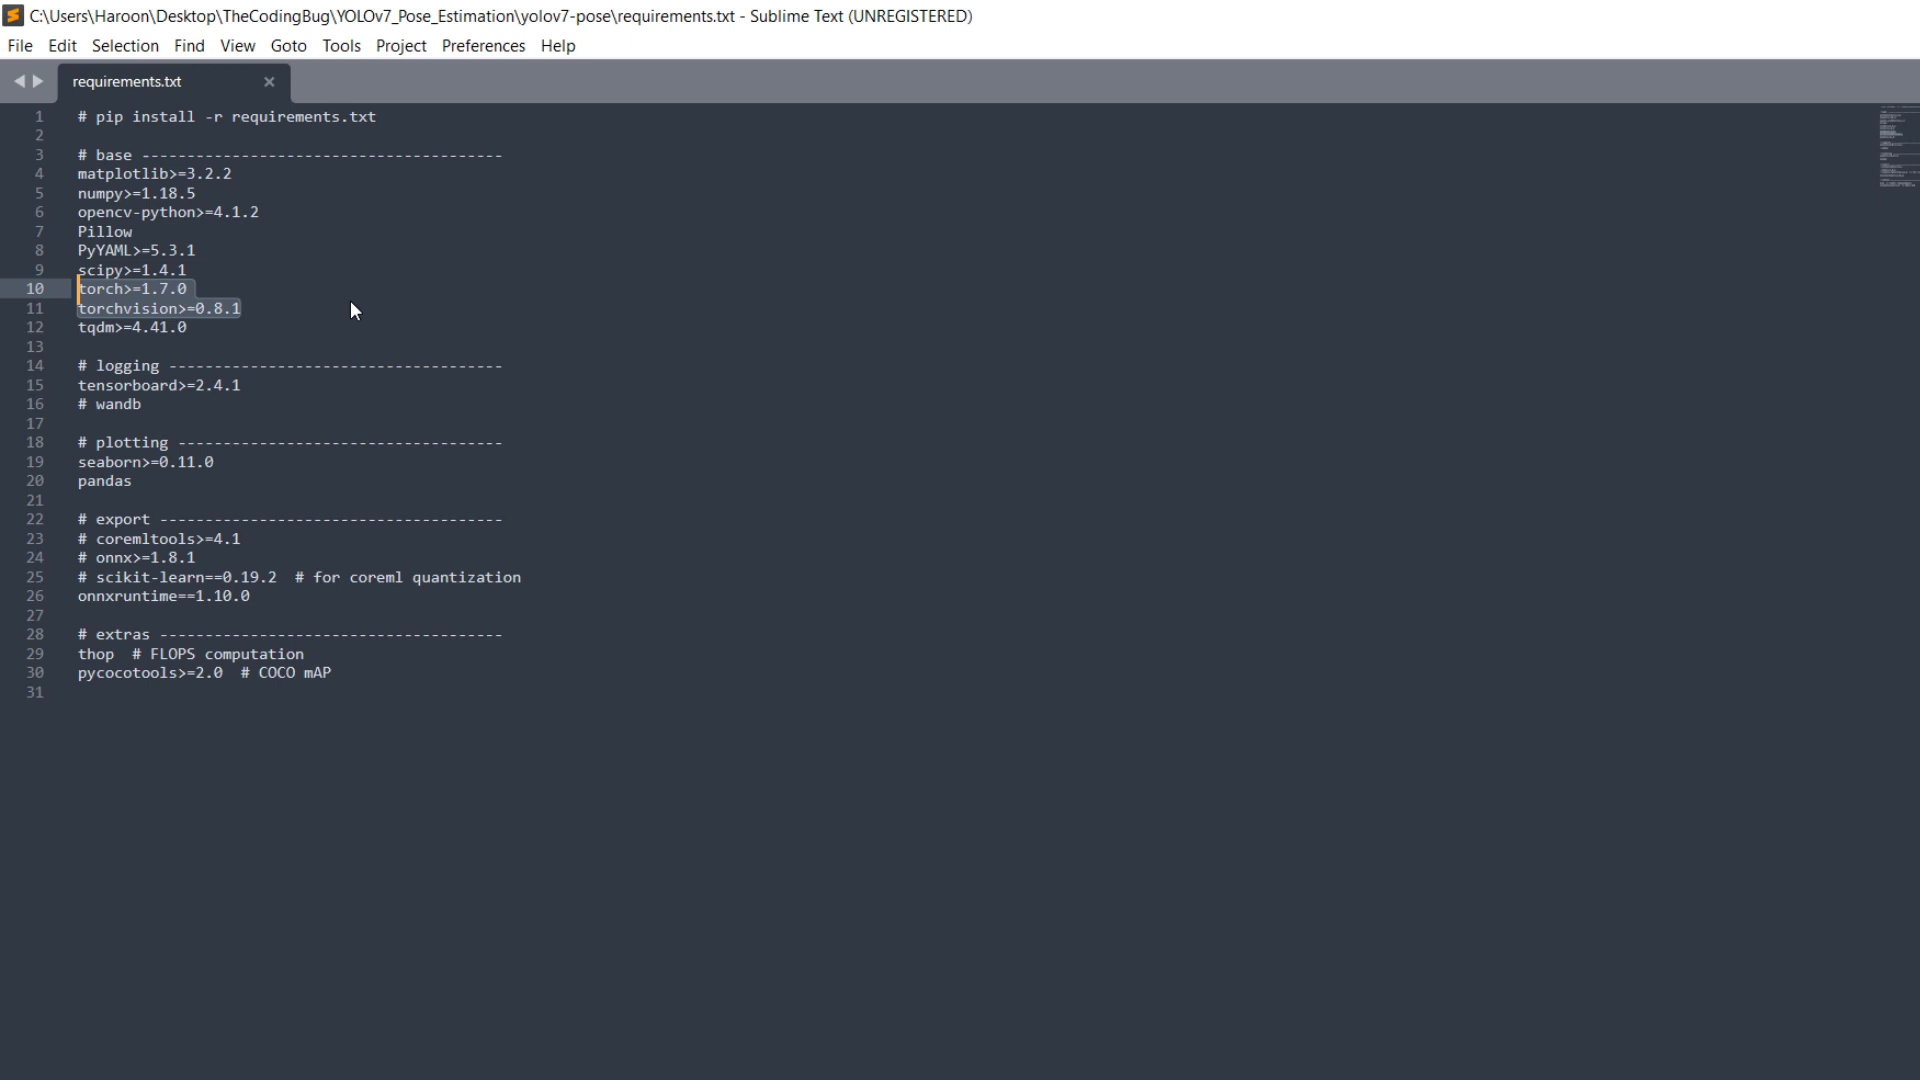 C:\Users\Haroon\Desktop\TheCodingBug\YOLOv7_Pose_Estimation\yolov7-pose\requirements.txt - Sublime Text (UNREGISTERED)
File Edit Selection Find View Goto Tools Project Preferences Help
requirements.txt
1 # pip install -r requirements.txt
2
3 # base ----------------------------------------
4 matplotlib>=3.2.2
5 numpy>=1.18.5
6 opencv-python>=4.1.2
7 Pillow
8 PyYAML>=5.3.1
9 scipy>=1.4.1
10 torch>=1.7.0
11 torchvision>=0.8.1
12 tqdm>=4.41.0
13
14 # logging -------------------------------------
15 tensorboard>=2.4.1
16 # wandb
17
18 # plotting ------------------------------------
19 seaborn>=0.11.0
20 pandas
21
22 # export --------------------------------------
23 # coremltools>=4.1
24 # onnx>=1.8.1
25 # scikit-learn==0.19.2  # for coreml quantization
26 onnxruntime==1.10.0
27
28 # extras --------------------------------------
29 thop  # FLOPS computation
30 pycocotools>=2.0  # COCO mAP
31